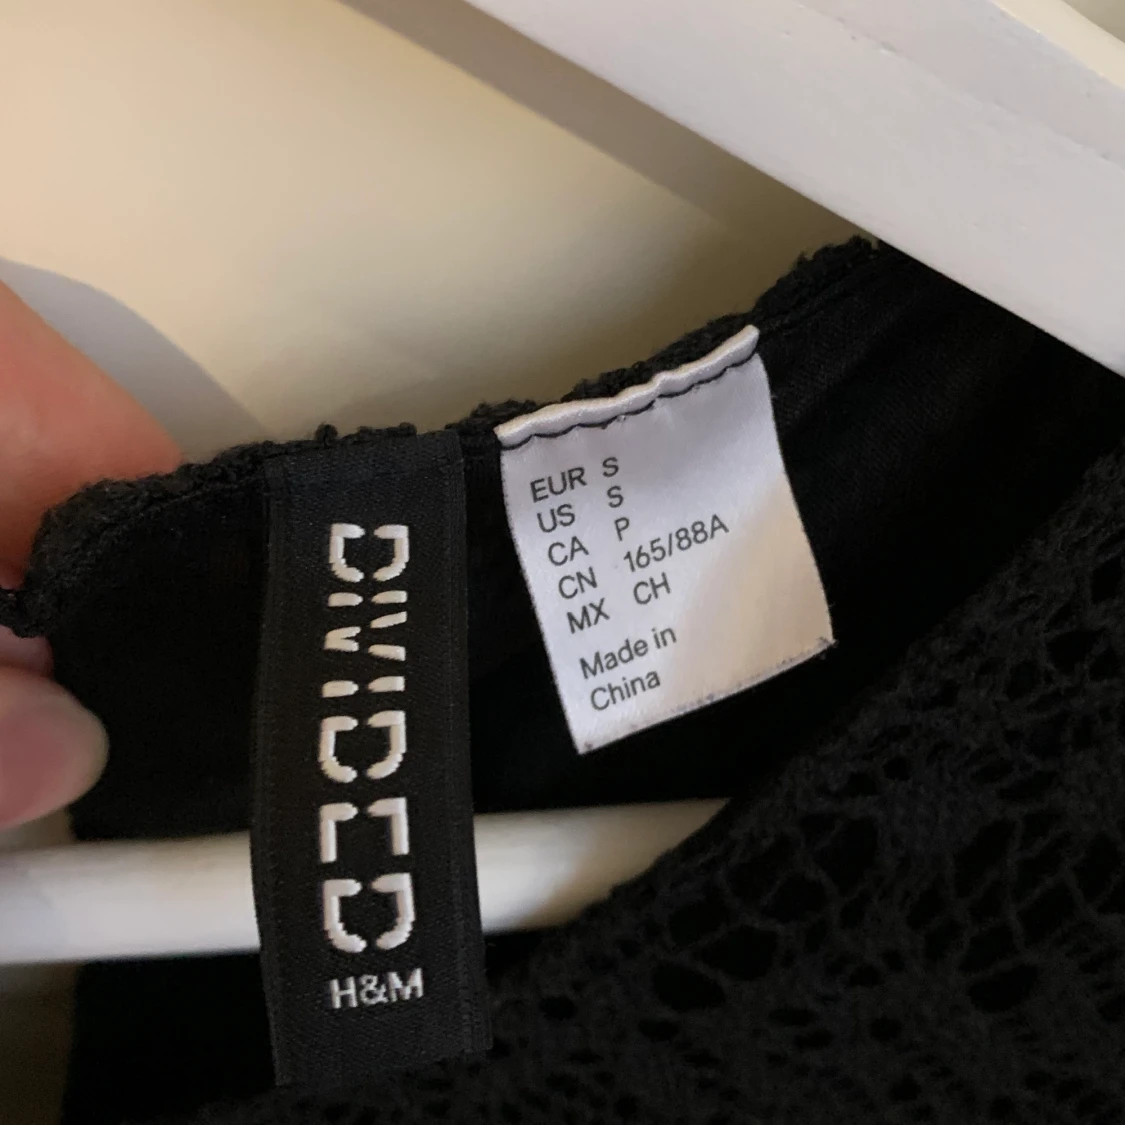 DIVIDED
H&M
EUR S
US S
CA P
CN 165/88A
MX CH
Made in
China